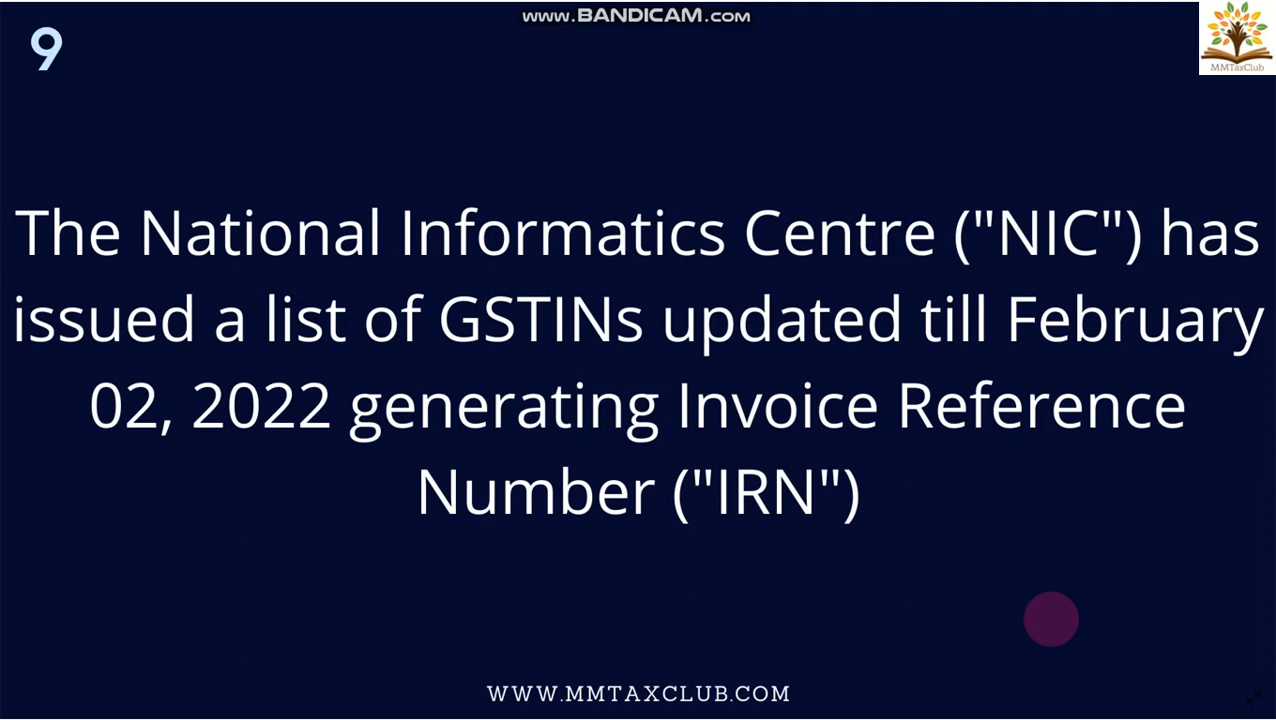 www.BANDICAM.com
9
MMTaxClub
The National Informatics Centre ("NIC") has
issued a list of GSTINs updated till February
02, 2022 generating Invoice Reference
Number ("IRN")
WWW.MMTAXCLUB.COM